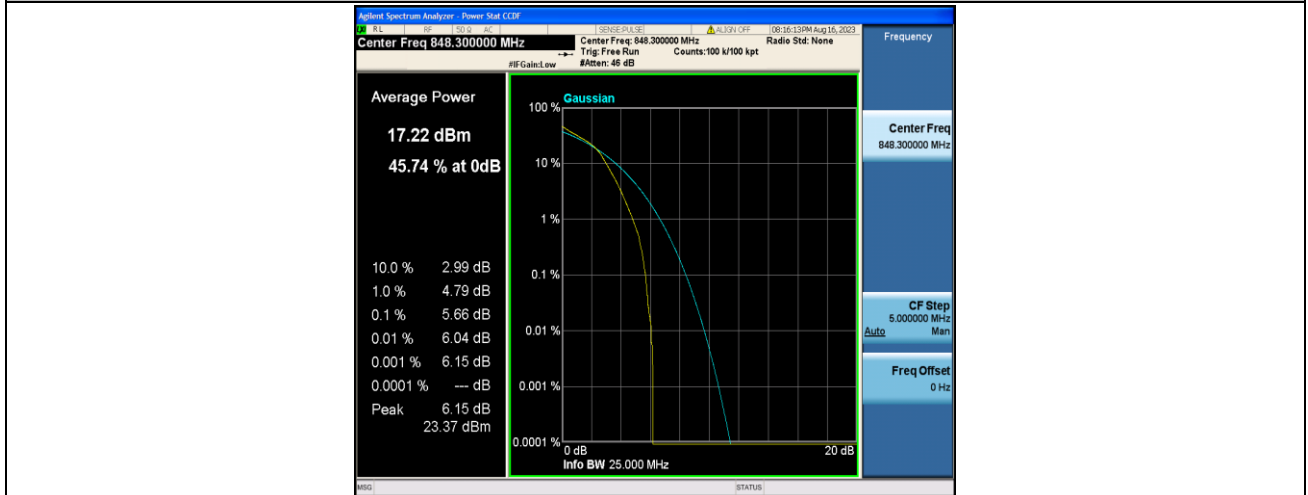 Agilent Spectrum Analyzer - Power Stat CCDF
RL RF 50 Ω AC SENSE:PULSE ALIGN OFF 08:16:13PM Aug 16, 2023
Center Freq 848.300000 MHz Center Freq: 848.300000 MHz Radio Std: None
Trig: Free Run Counts:100 k/100 kpt
#IFGain:Low #Atten: 46 dB
Frequency
Average Power
17.22 dBm
45.74 % at 0dB
10.0 % 2.99 dB
1.0 % 4.79 dB
0.1 % 5.66 dB
0.01 % 6.04 dB
0.001 % 6.15 dB
0.0001 % --- dB
Peak 6.15 dB
23.37 dBm
Gaussian
100 %
10 %
1 %
0.1 %
0.01 %
0.001 %
0.0001 %
0 dB 20 dB
Info BW 25.000 MHz
Center Freq
848.300000 MHz
CF Step
5.000000 MHz
Auto Man
Freq Offset
0 Hz
MSG STATUS